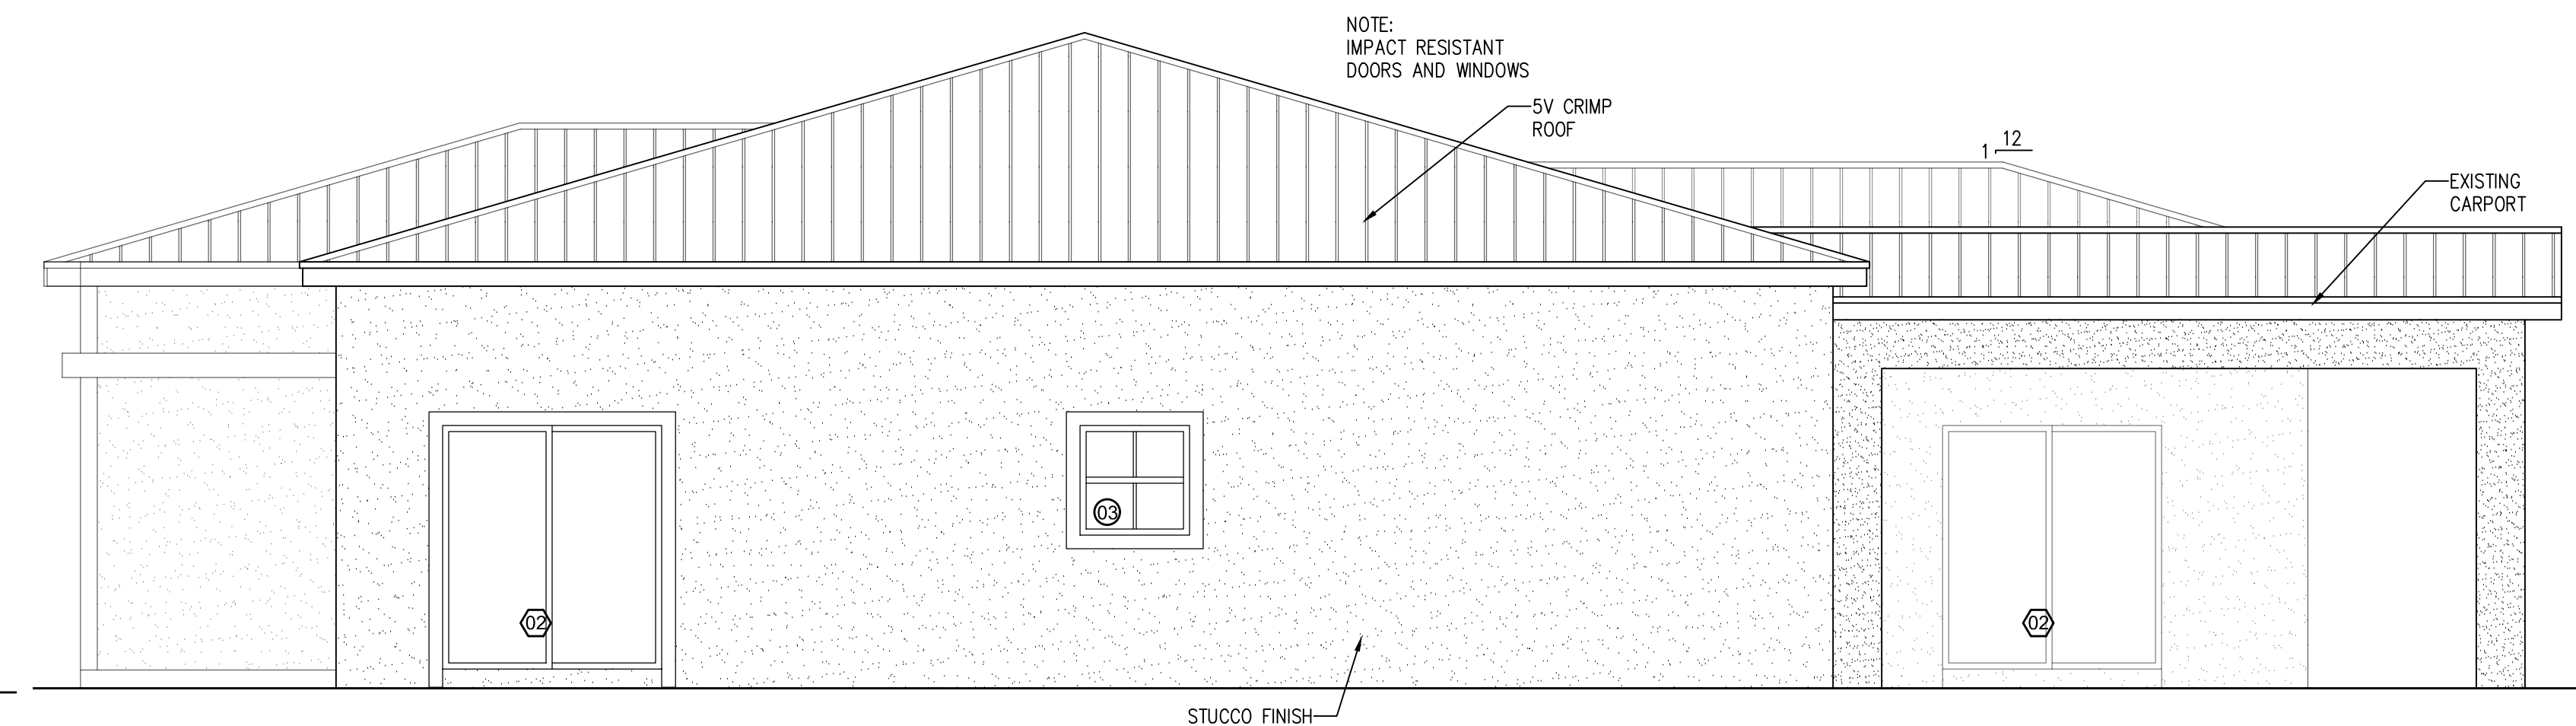 NOTE:
IMPACT RESISTANT
DOORS AND WINDOWS
5V CRIMP
ROOF
12
1
EXISTING
CARPORT
03
02
02
STUCCO FINISH